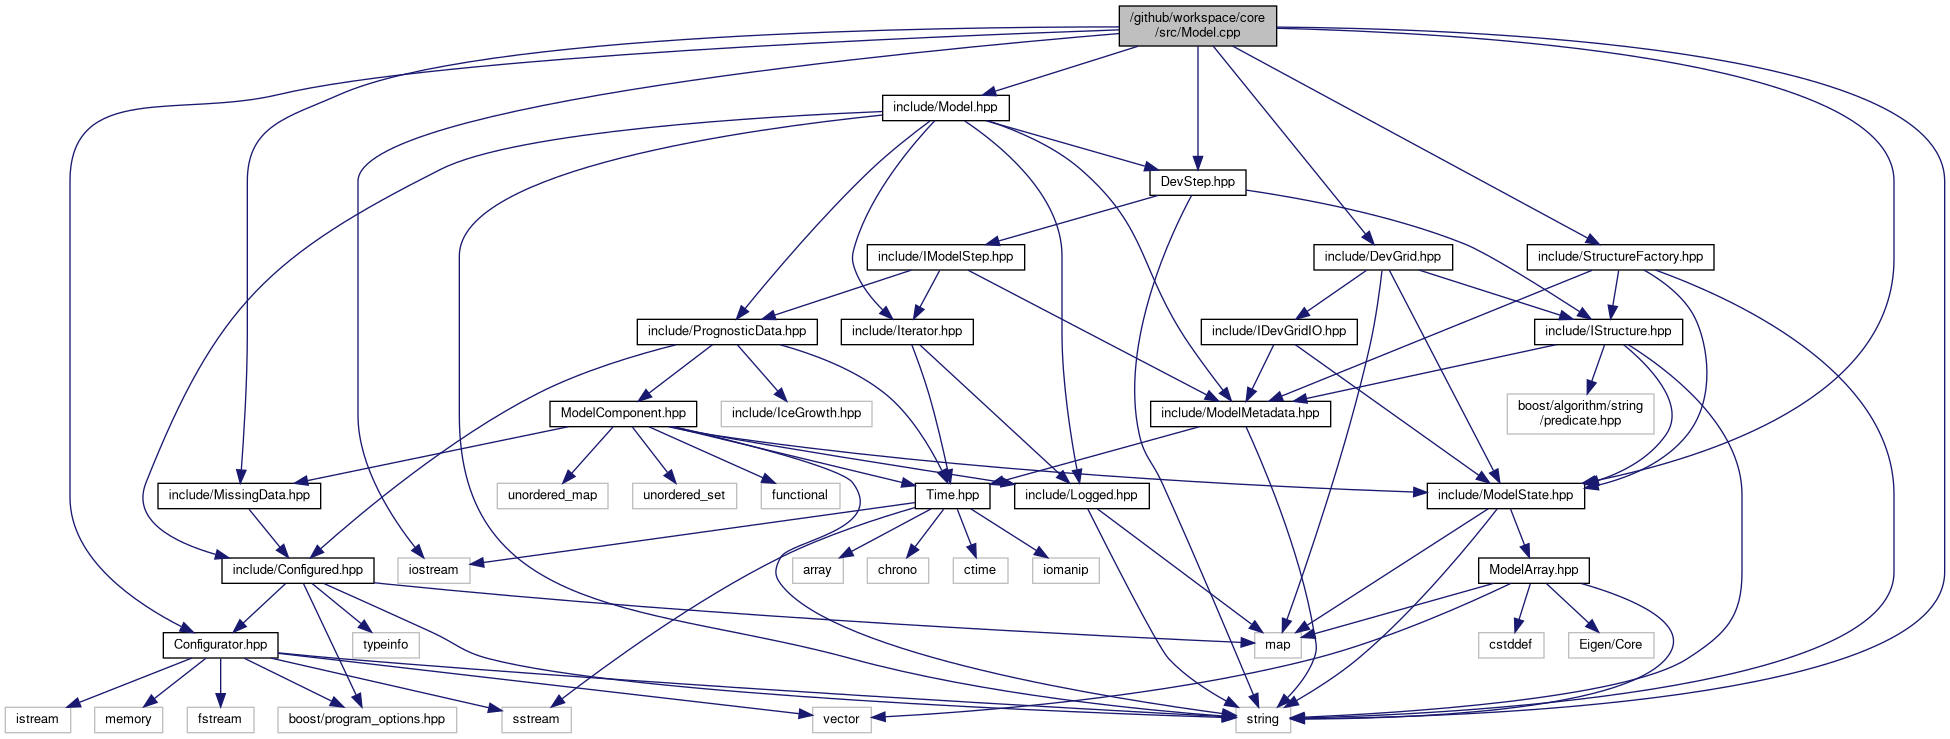 /github/workspace/core
/src/Model.cpp
include/Model.hpp
DevStep.hpp
include/IModelStep.hpp
include/DevGrid.hpp
include/StructureFactory.hpp
include/PrognosticData.hpp
include/Iterator.hpp
include/IDevGridIO.hpp
include/IStructure.hpp
ModelComponent.hpp
include/IceGrowth.hpp
include/ModelMetadata.hpp
boost/algorithm/string
/predicate.hpp
include/MissingData.hpp
unordered_map
unordered_set
functional
Time.hpp
include/Logged.hpp
include/ModelState.hpp
include/Configured.hpp
iostream
array
chrono
ctime
iomanip
ModelArray.hpp
Configurator.hpp
typeinfo
map
cstddef
Eigen/Core
istream
memory
fstream
boost/program_options.hpp
sstream
vector
string